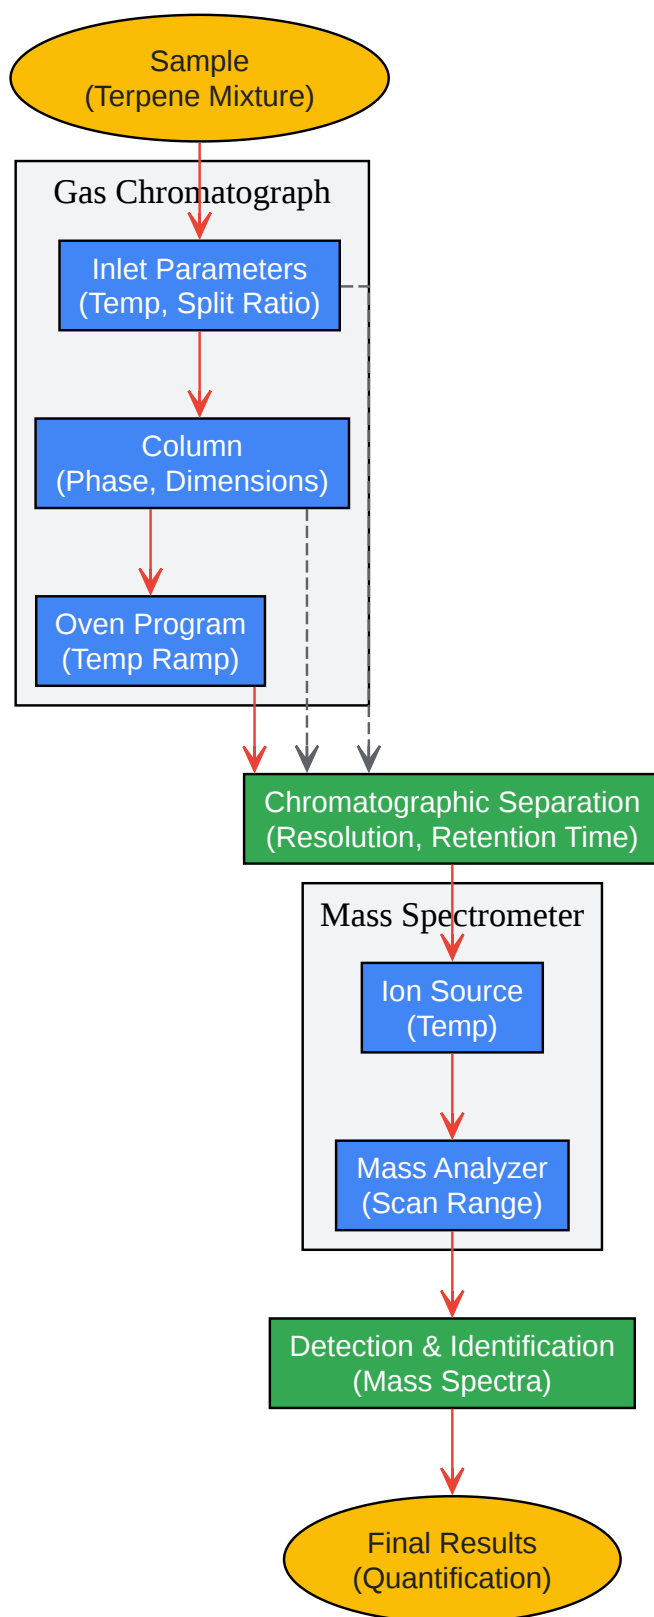 Sample
(Terpene Mixture)
Gas Chromatograph
Inlet Parameters
(Temp, Split Ratio)
Column
(Phase, Dimensions)
Oven Program
(Temp Ramp)
Chromatographic Separation
(Resolution, Retention Time)
Mass Spectrometer
Ion Source
(Temp)
Mass Analyzer
(Scan Range)
Detection & Identification
(Mass Spectra)
Final Results
(Quantification)